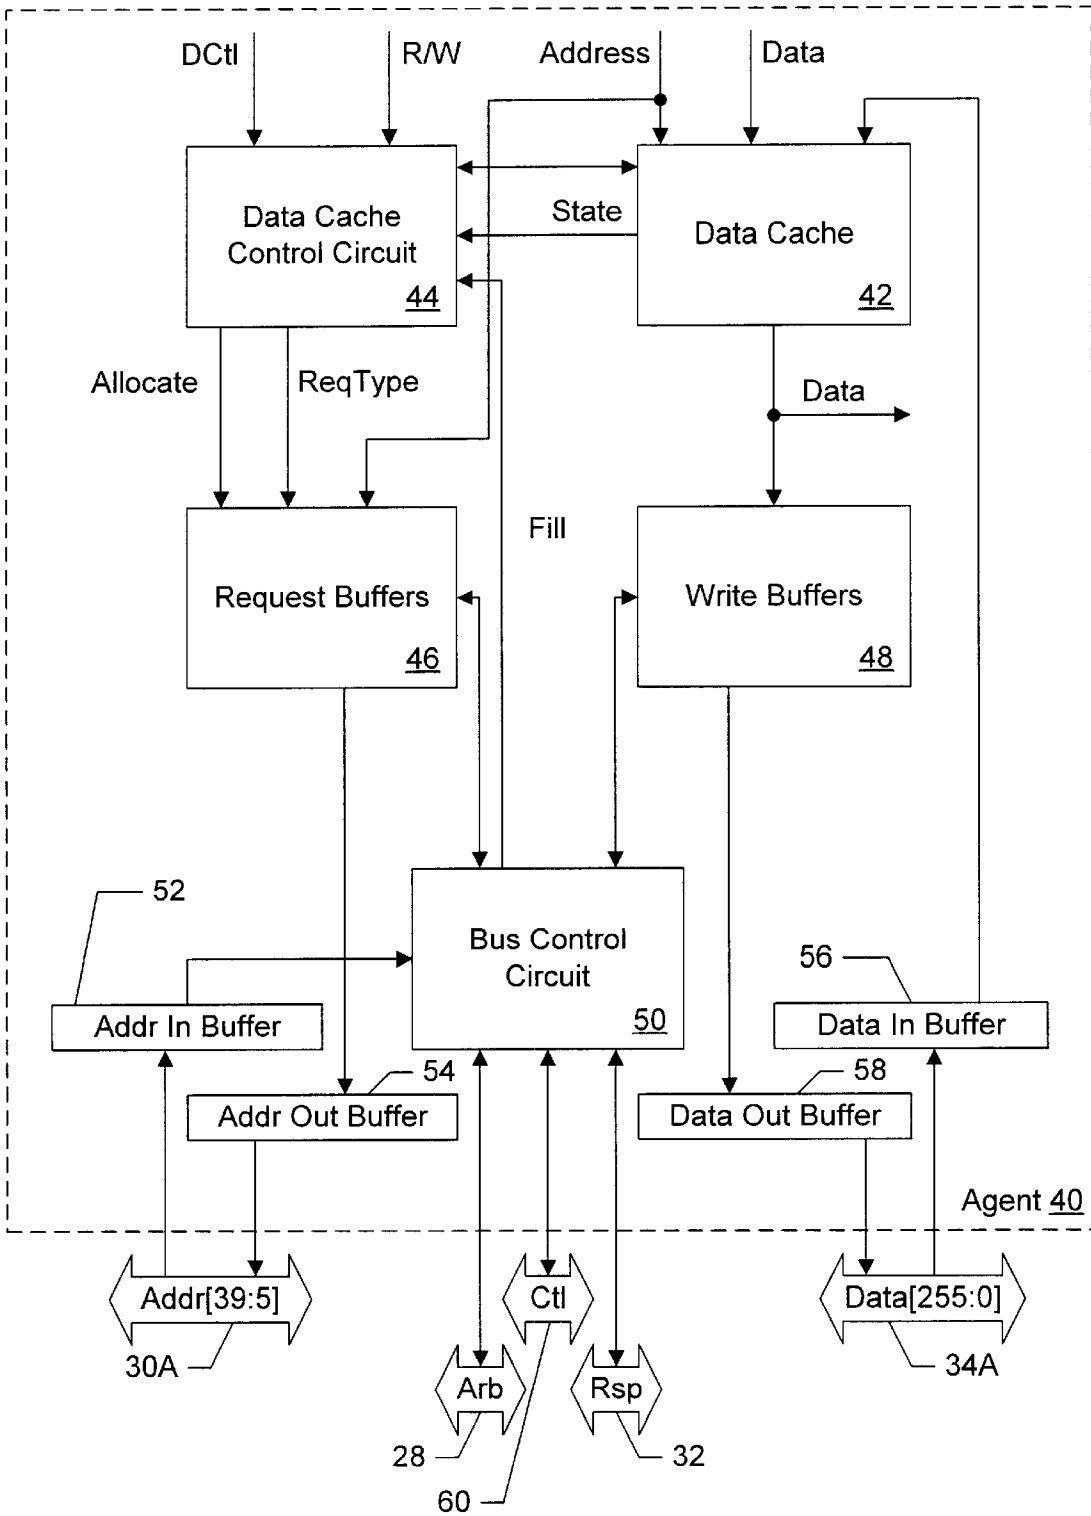 DCtl
R/W
Address
Data
Data Cache
Control Circuit
44
State
Data Cache
42
Allocate
ReqType
Data
Fill
Request Buffers
46
Write Buffers
48
52
Bus Control
Circuit
50
56
Addr In Buffer
Data In Buffer
54
58
Addr Out Buffer
Data Out Buffer
Agent 40
Addr[39:5]
Ctl
Data[255:0]
30A
34A
Arb
Rsp
28
32
60